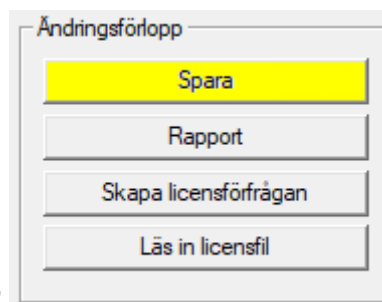 Ändringsförlopp
Spara
Rapport
Skapa licensförfrågan
Läs in licensfil